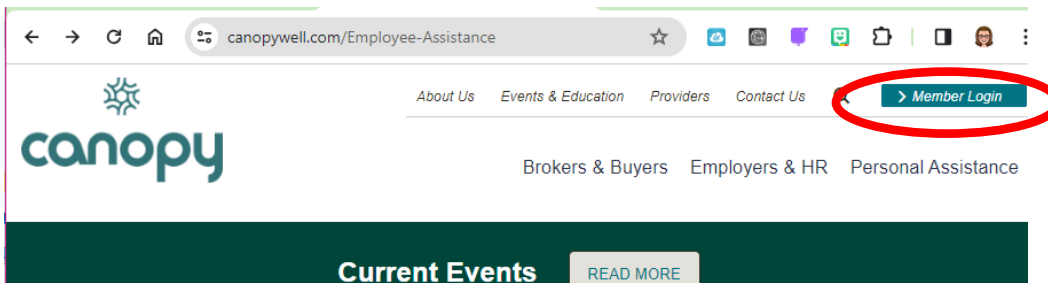 canopywell.com/Employee-Assistance
About Us Events & Education Providers Contact Us > Member Login
canopy
Brokers & Buyers Employers & HR Personal Assistance
Current Events READ MORE